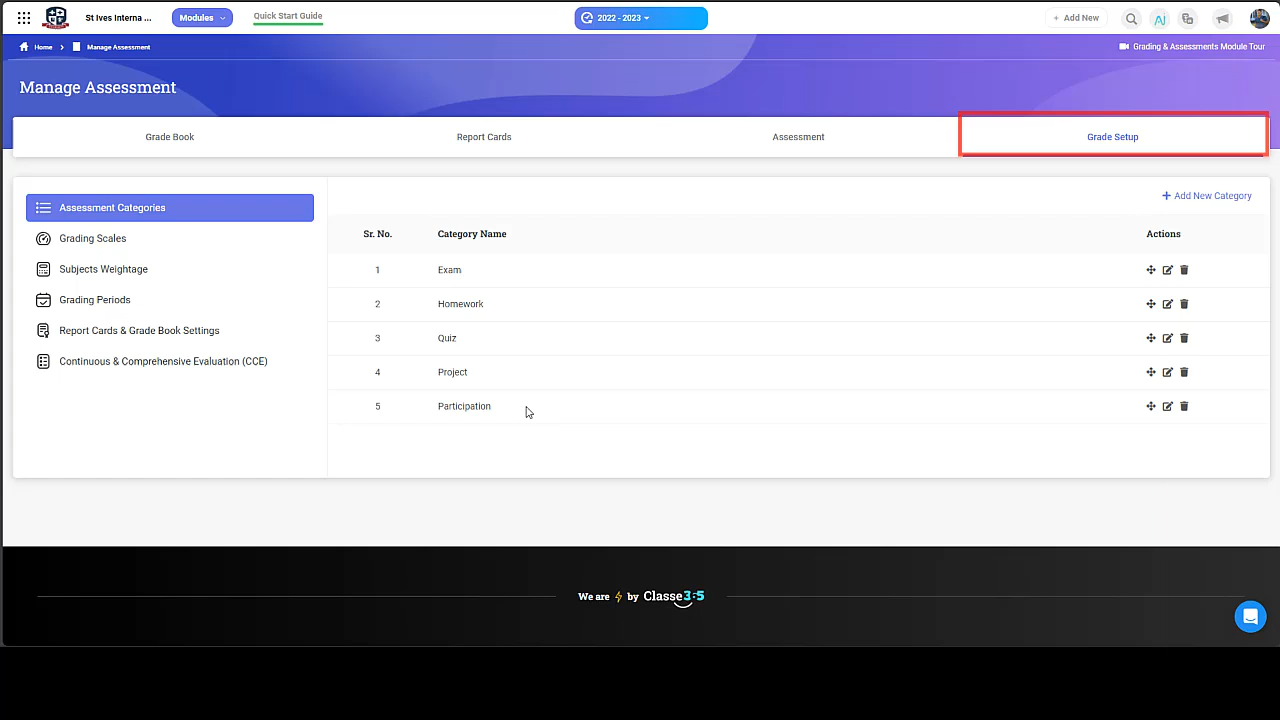 St Ives Interna ...
Modules
Quick Start Guide
2022 - 2023
+ Add New
Home
Manage Assessment
Grading & Assessments Module Tour
Manage Assessment
Grade Book
Report Cards
Assessment
Grade Setup
Assessment Categories
Grading Scales
Subjects Weightage
Grading Periods
Report Cards & Grade Book Settings
Continuous & Comprehensive Evaluation (CCE)
+ Add New Category
Sr. No. Category Name Actions
1 Exam
2 Homework
3 Quiz
4 Project
5 Participation
We are ⚡ by Classe365